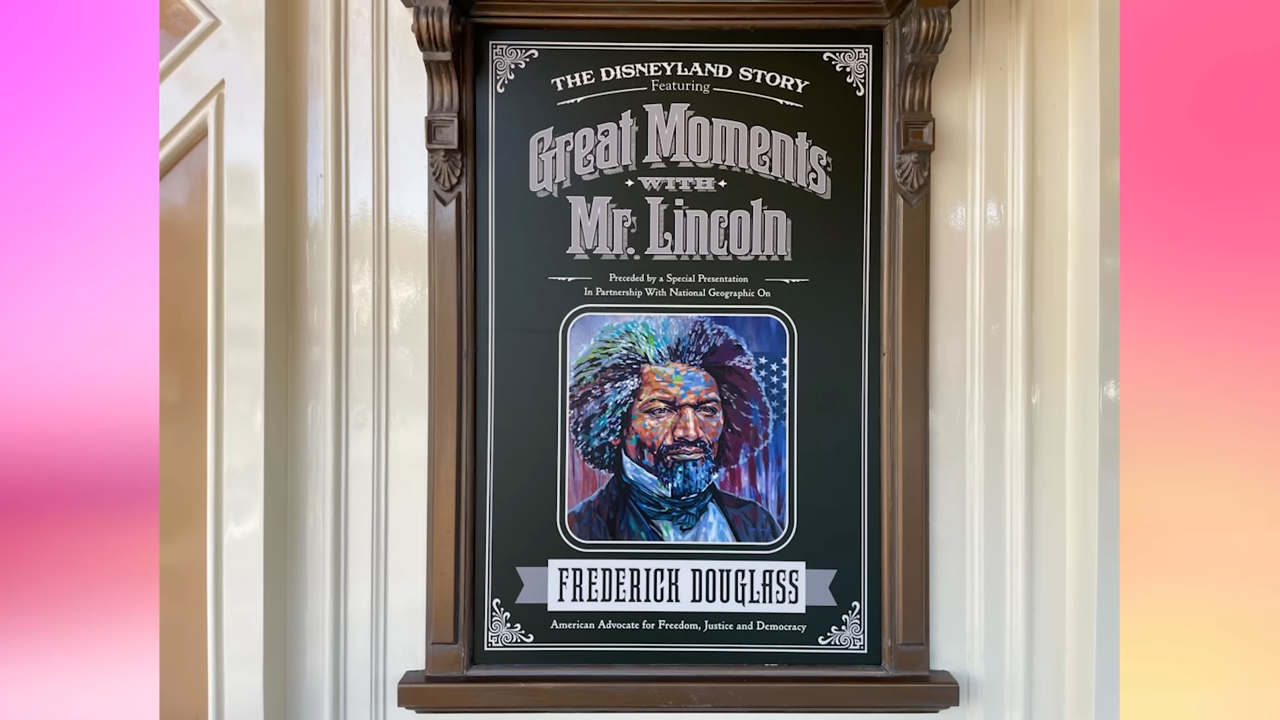 THE DISNEYLAND STORY
Featuring
Great Moments
WITH
Mr. Lincoln
Preceded by a Special Presentation
In Partnership With National Geographic On
FREDERICK DOUGLASS
American Advocate for Freedom, Justice and Democracy